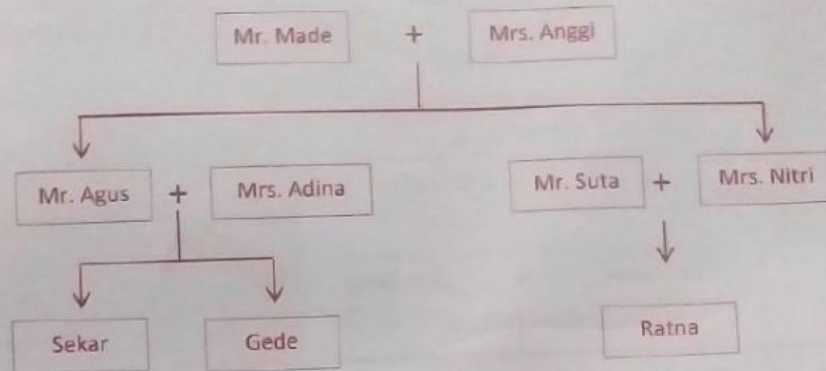 Mr. Made + Mrs. Anggi
Mr. Agus + Mrs. Adina Mr. Suta + Mrs. Nitri
Sekar Gede Ratna